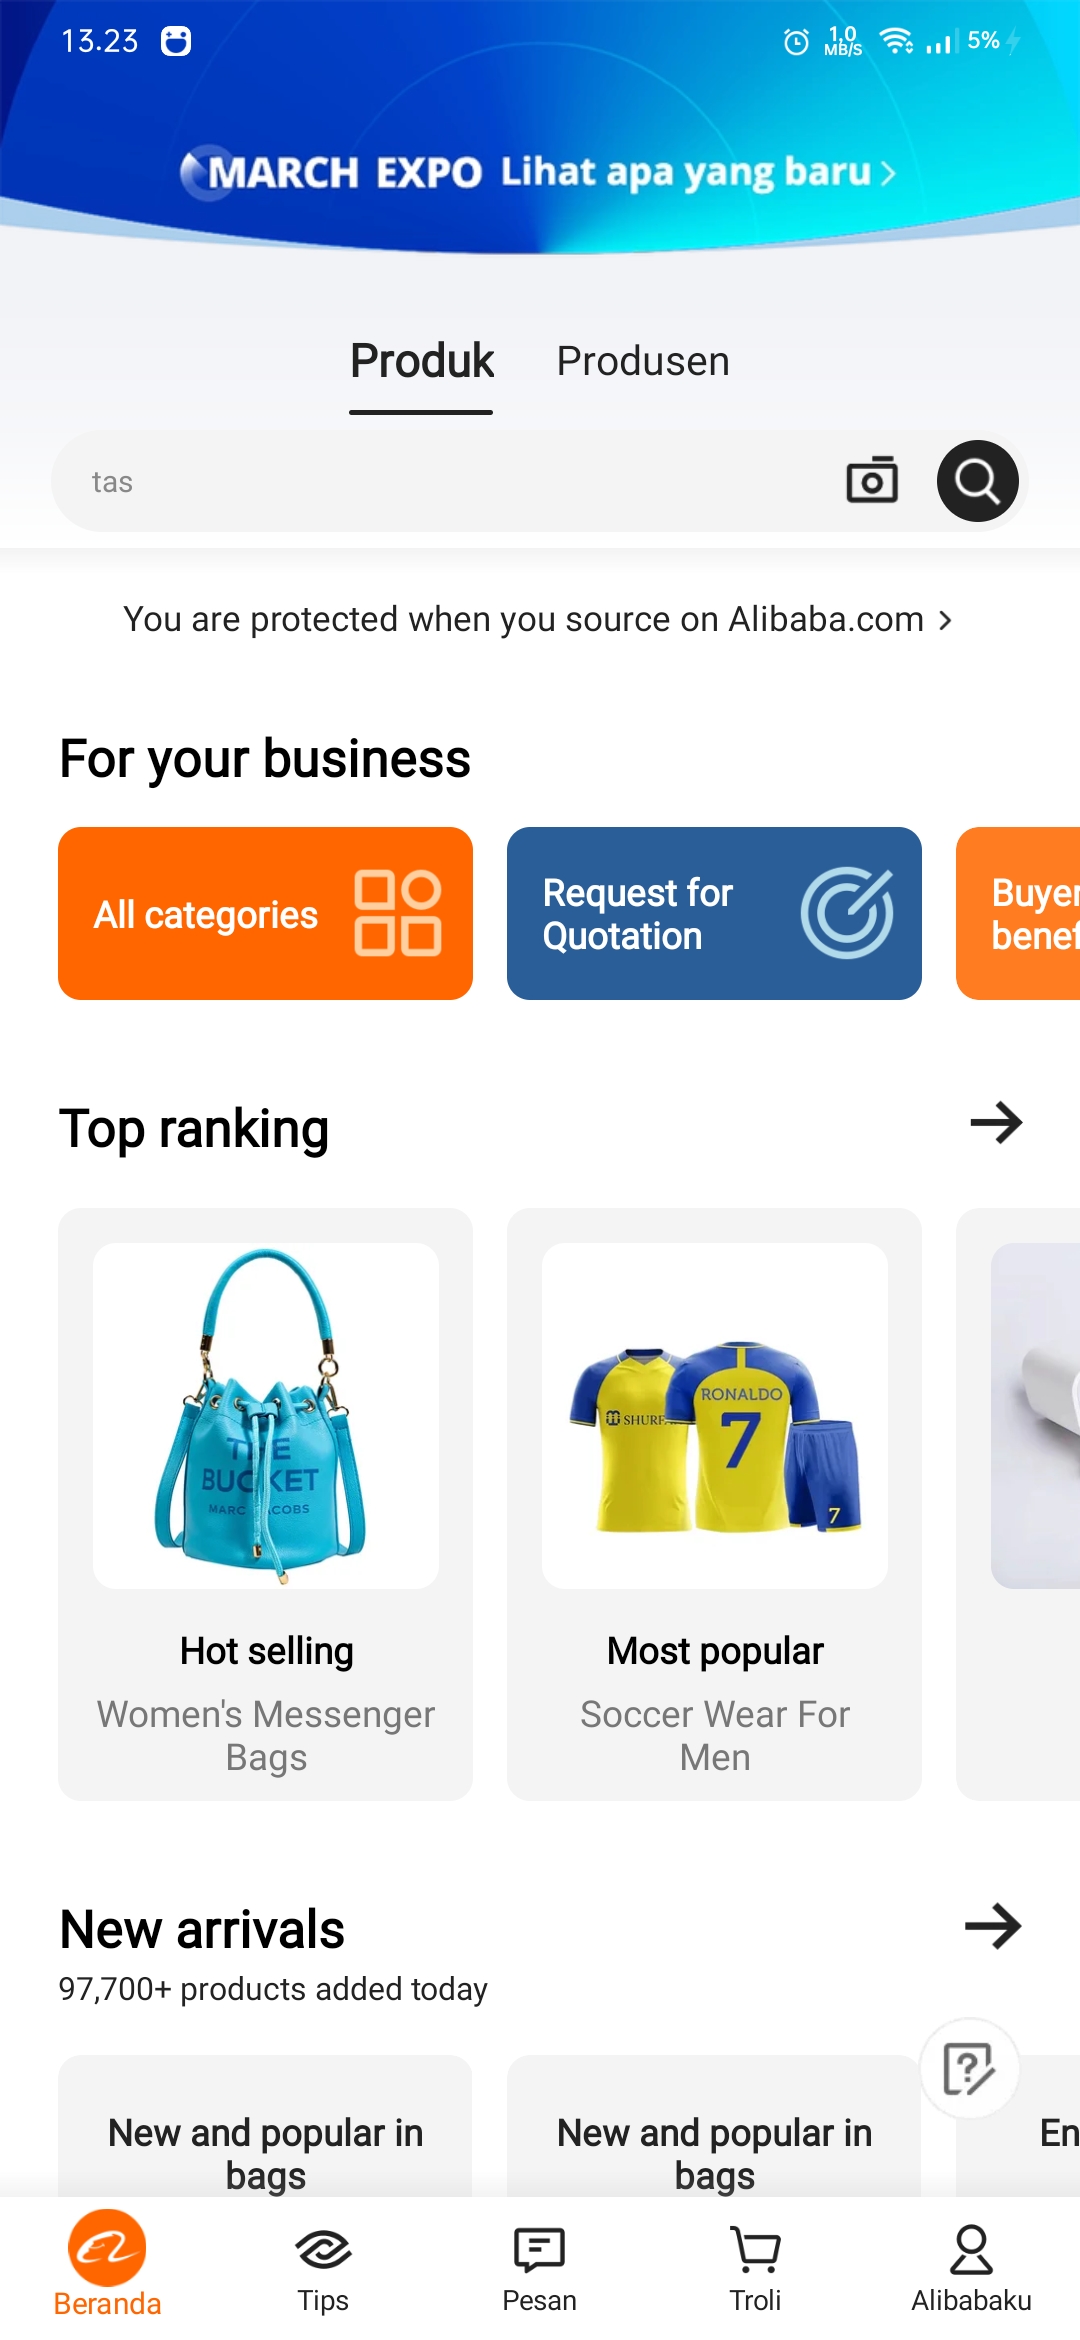 13.23
1,0
MB/S
5%
MARCH EXPO Lihat apa yang baru
Produk Produsen
tas
You are protected when you source on Alibaba.com
For your business
All categories
Request for
Quotation
Buyer
benef
Top ranking
THE
BUCKET
MARC JACOBS
SHURE
RONALDO
7
7
Hot selling
Women's Messenger
Bags
Most popular
Soccer Wear For
Men
New arrivals
97,700+ products added today
New and popular in
bags
New and popular in
bags
En
Beranda
Tips
Pesan
Troli
Alibabaku